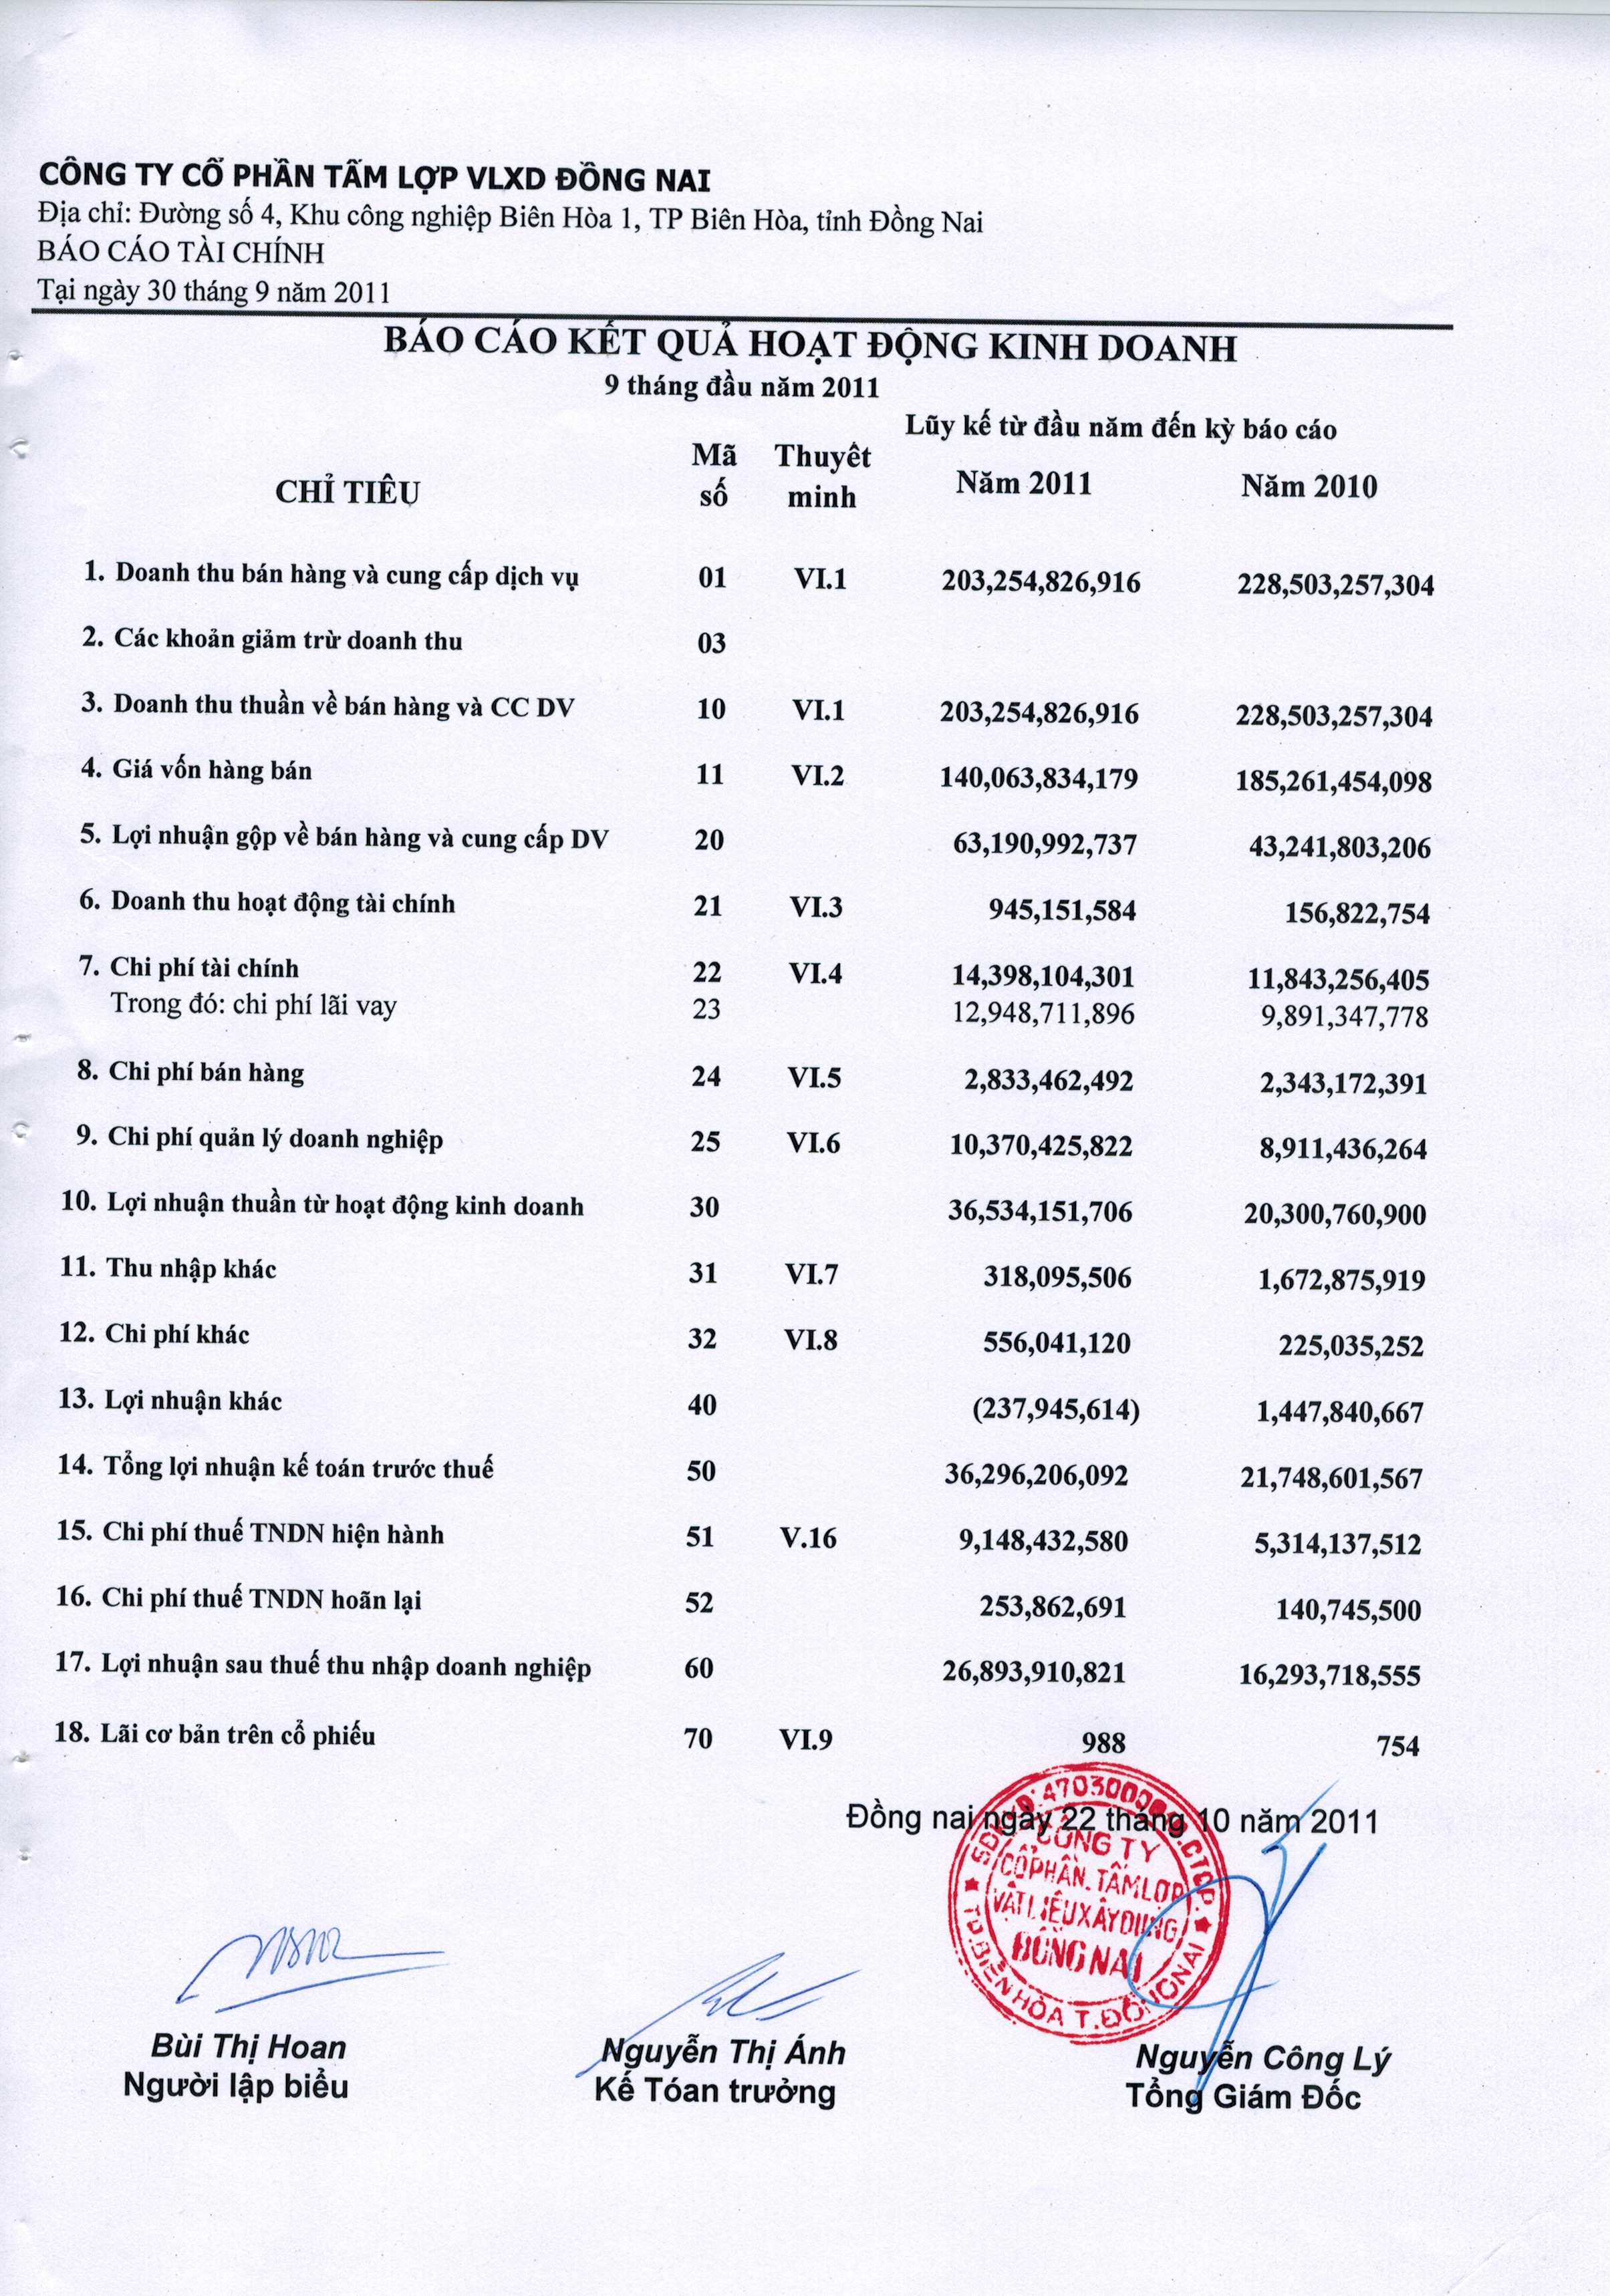 CÔNG TY CỔ PHẦN TẤM LỢP VLXD ĐỒNG NAI
Địa chỉ: Đường số 4, Khu công nghiệp Biên Hòa 1, TP Biên Hòa, tỉnh Đồng Nai
BÁO CÁO TÀI CHÍNH
Tại ngày 30 tháng 9 năm 2011
BÁO CÁO KẾT QUẢ HOẠT ĐỘNG KINH DOANH
9 tháng đầu năm 2011
Lũy kế từ đầu năm đến kỳ báo cáo
CHỈ TIÊU Mã số Thuyết minh Năm 2011 Năm 2010
1. Doanh thu bán hàng và cung cấp dịch vụ 01 VI.1 203,254,826,916 228,503,257,304
2. Các khoản giảm trừ doanh thu 03
3. Doanh thu thuần về bán hàng và CC DV 10 VI.1 203,254,826,916 228,503,257,304
4. Giá vốn hàng bán 11 VI.2 140,063,834,179 185,261,454,098
5. Lợi nhuận gộp về bán hàng và cung cấp DV 20 63,190,992,737 43,241,803,206
6. Doanh thu hoạt động tài chính 21 VI.3 945,151,584 156,822,754
7. Chi phí tài chính 22 VI.4 14,398,104,301 11,843,256,405
Trong đó: chi phí lãi vay 23 12,948,711,896 9,891,347,778
8. Chi phí bán hàng 24 VI.5 2,833,462,492 2,343,172,391
9. Chi phí quản lý doanh nghiệp 25 VI.6 10,370,425,822 8,911,436,264
10. Lợi nhuận thuần từ hoạt động kinh doanh 30 36,534,151,706 20,300,760,900
11. Thu nhập khác 31 VI.7 318,095,506 1,672,875,919
12. Chi phí khác 32 VI.8 556,041,120 225,035,252
13. Lợi nhuận khác 40 (237,945,614) 1,447,840,667
14. Tổng lợi nhuận kế toán trước thuế 50 36,296,206,092 21,748,601,567
15. Chi phí thuế TNDN hiện hành 51 V.16 9,148,432,580 5,314,137,512
16. Chi phí thuế TNDN hoãn lại 52 253,862,691 140,745,500
17. Lợi nhuận sau thuế thu nhập doanh nghiệp 60 26,893,910,821 16,293,718,555
18. Lãi cơ bản trên cổ phiếu 70 VI.9 988 754
Đồng nai ngày 22 tháng 10 năm 2011
CÔNG TY
CỔ PHẦN TẤM LỢP
VẬT LIỆU XÂY DỰNG
ĐỒNG NAI
TP.BIÊN HÒA T.ĐỒNG NAI
Bùi Thị Hoan Nguyễn Thị Ánh Nguyễn Công Lý
Người lập biểu Kế Tóan trưởng Tổng Giám Đốc